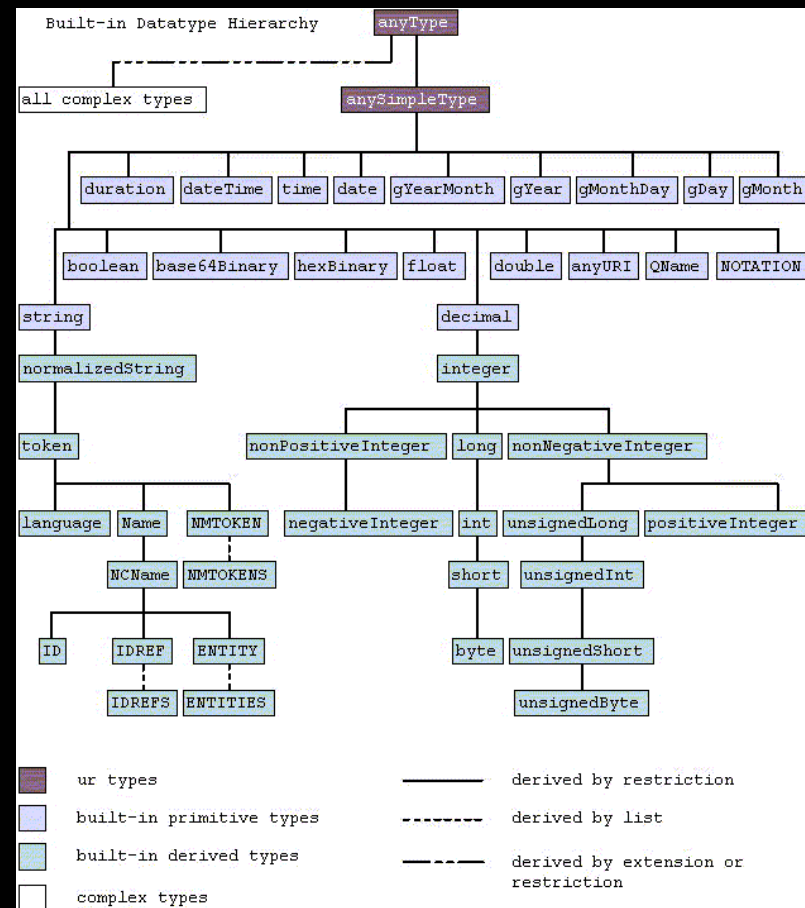 Built-in Datatype Hierarchy anyType
all complex types anySimpleType
duration dateTime time date gYearMonth gYear gMonthDay gDay gMonth
boolean base64Binary hexBinary float double anyURI QName NOTATION
string decimal
normalizedString integer
token nonPositiveInteger long nonNegativeInteger
language Name NMTOKEN negativeInteger int unsignedLong positiveInteger
NCName NMTOKENS short unsignedInt
ID IDREF ENTITY byte unsignedShort
IDREFS ENTITIES unsignedByte
ur types derived by restriction
built-in primitive types derived by list
built-in derived types derived by extension or
restriction
complex types